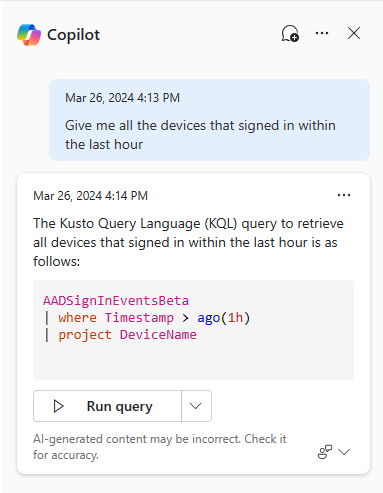 Copilot
Mar 26, 2024 4:13 PM
Give me all the devices that signed in within
the last hour
Mar 26, 2024 4:14 PM
The Kusto Query Language (KQL) query to retrieve
all devices that signed in within the last hour is as
follows:
AADSignInEventsBeta
| where Timestamp > ago(1h)
| project DeviceName
Run query
AI-generated content may be incorrect. Check it
for accuracy.